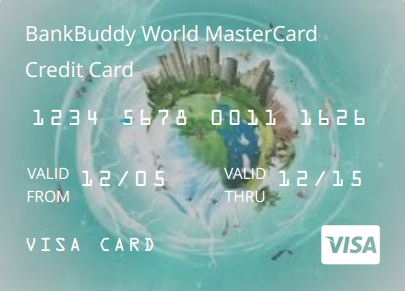 BankBuddy World MasterCard
Credit Card
1234 5678 0011 1626
VALID FROM 12/05 VALID THRU 12/15
VISA CARD VISA